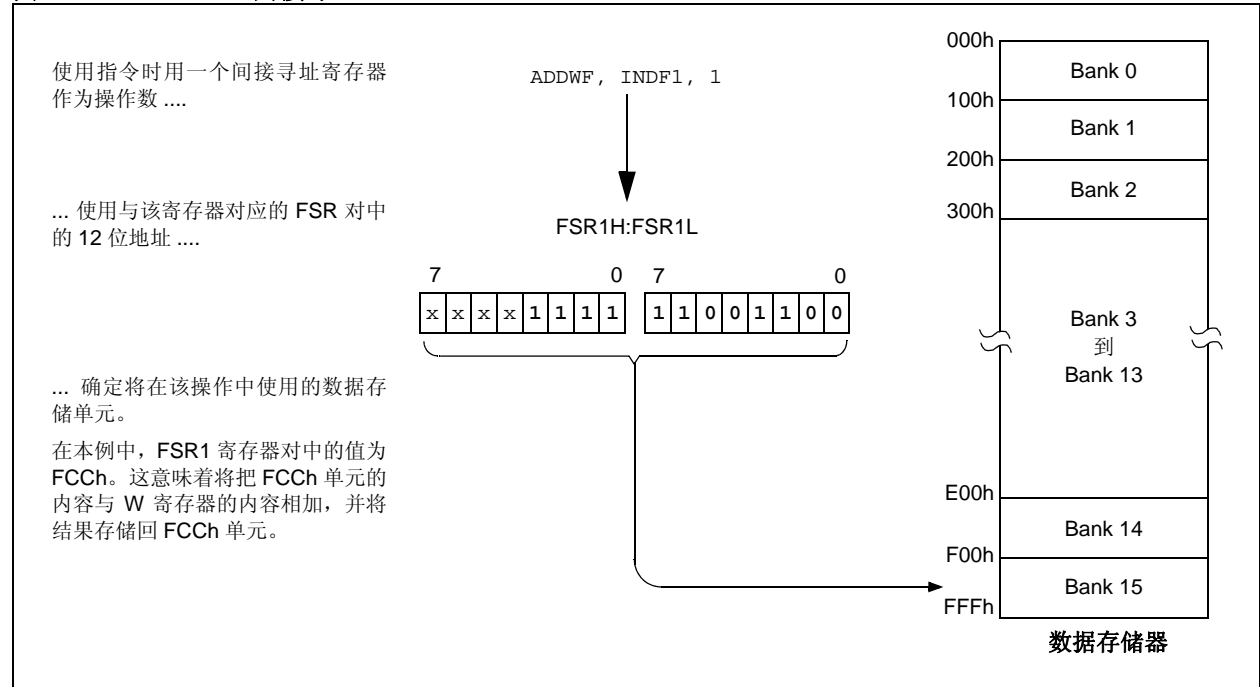 使用指令时用一个间接寻址寄存器
作为操作数 ....
... 使用与该寄存器对应的 FSR 对中
的 12 位地址 ....
... 确定将在该操作中使用的数据存
储单元。
在本例中，FSR1 寄存器对中的值为
FCCh。这意味着将把 FCCh 单元的
内容与 W 寄存器的内容相加，并将
结果存储回 FCCh 单元。
ADDWF, INDF1, 1
FSR1H:FSR1L
7 0 7 0
x x x x 1 1 1 1 1 1 0 0 1 1 0 0
000h
Bank 0
100h
Bank 1
200h
Bank 2
300h
Bank 3
到
Bank 13
E00h
Bank 14
F00h
Bank 15
FFFh
数据存储器